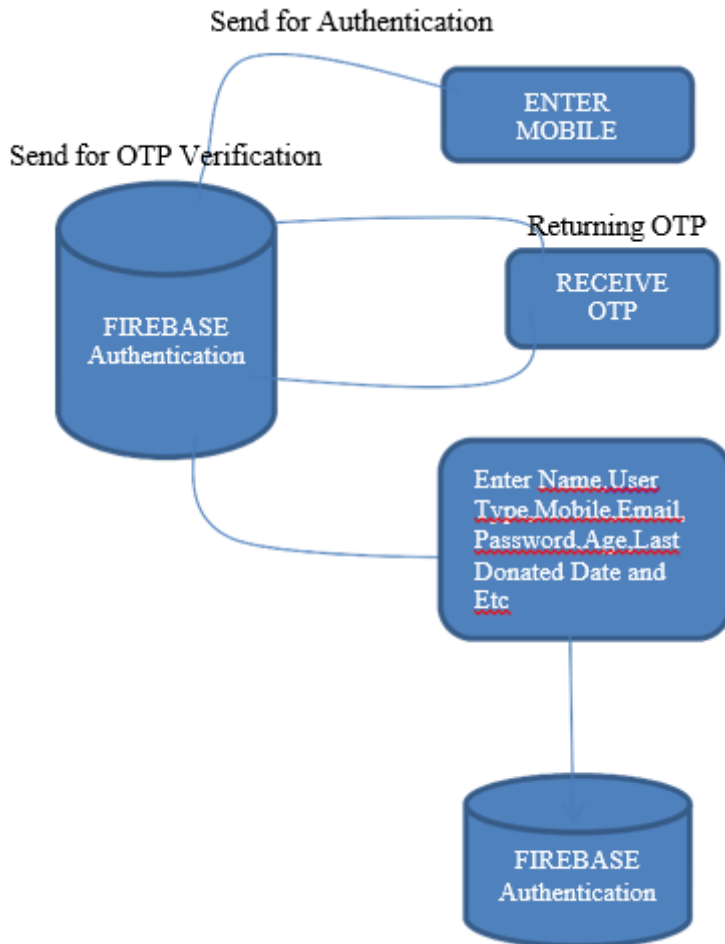 Send for Authentication
ENTER
MOBILE
Send for OTP Verification
Returning OTP
RECEIVE
OTP
FIREBASE
Authentication
Enter Name,User
Type,Mobile,Email,
Password,Age,Last
Donated Date and
Etc
FIREBASE
Authentication